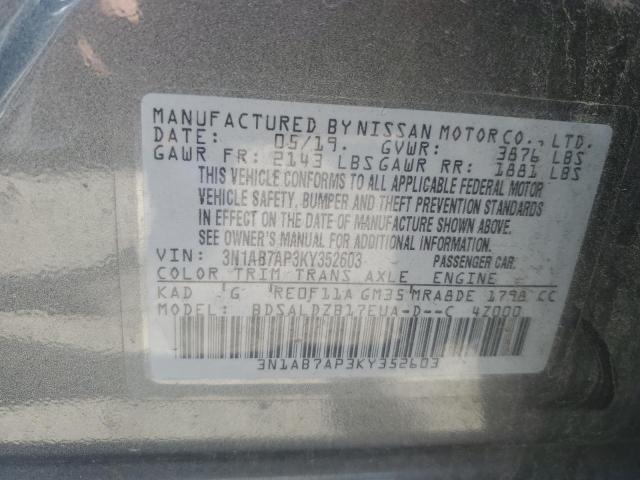 MANUFACTURED BY NISSAN MOTOR CO., LTD.
DATE: 05/19. GVWR: 3876 LBS
GAWR FR: 2143 LBS GAWR RR: 1881 LBS
THIS VEHICLE CONFORMS TO ALL APPLICABLE FEDERAL MOTOR
VEHICLE SAFETY, BUMPER AND THEFT PREVENTION STANDARDS
IN EFFECT ON THE DATE OF MANUFACTURE SHOWN ABOVE.
SEE OWNER'S MANUAL FOR ADDITIONAL INFORMATION.
VIN: 3N1AB7AP3KY352603 PASSENGER CAR.
COLOR TRIM TRANS AXLE ENGINE
KAD G RE0F11A GM35 MRA8DE 1798 CC
MODEL: BDSALDZB17EUA-D--C 4Z000
3N1AB7AP3KY352603